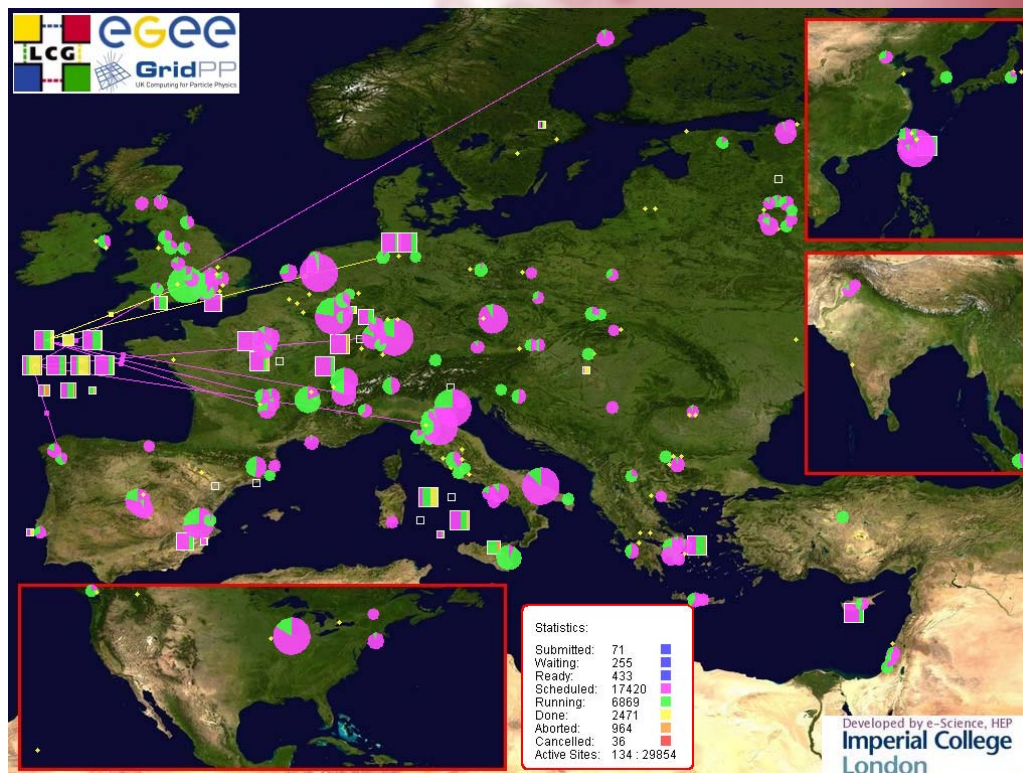 LCG
egee
GridPP
UK Computing for Particle Physics
Statistics:
Submitted: 71
Waiting: 255
Ready: 433
Scheduled: 17420
Running: 6869
Done: 2471
Aborted: 964
Cancelled: 36
Active Sites: 134 : 29854
Developed by e-Science, HEP
Imperial College
London